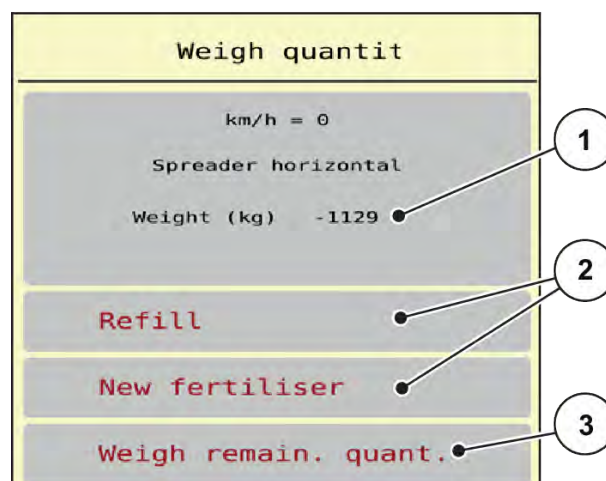 Weigh quantit
km/h = 0
Spreader horizontal
Weight (kg) -1129
1
2
Refill
New fertiliser
3
Weigh remain. quant.